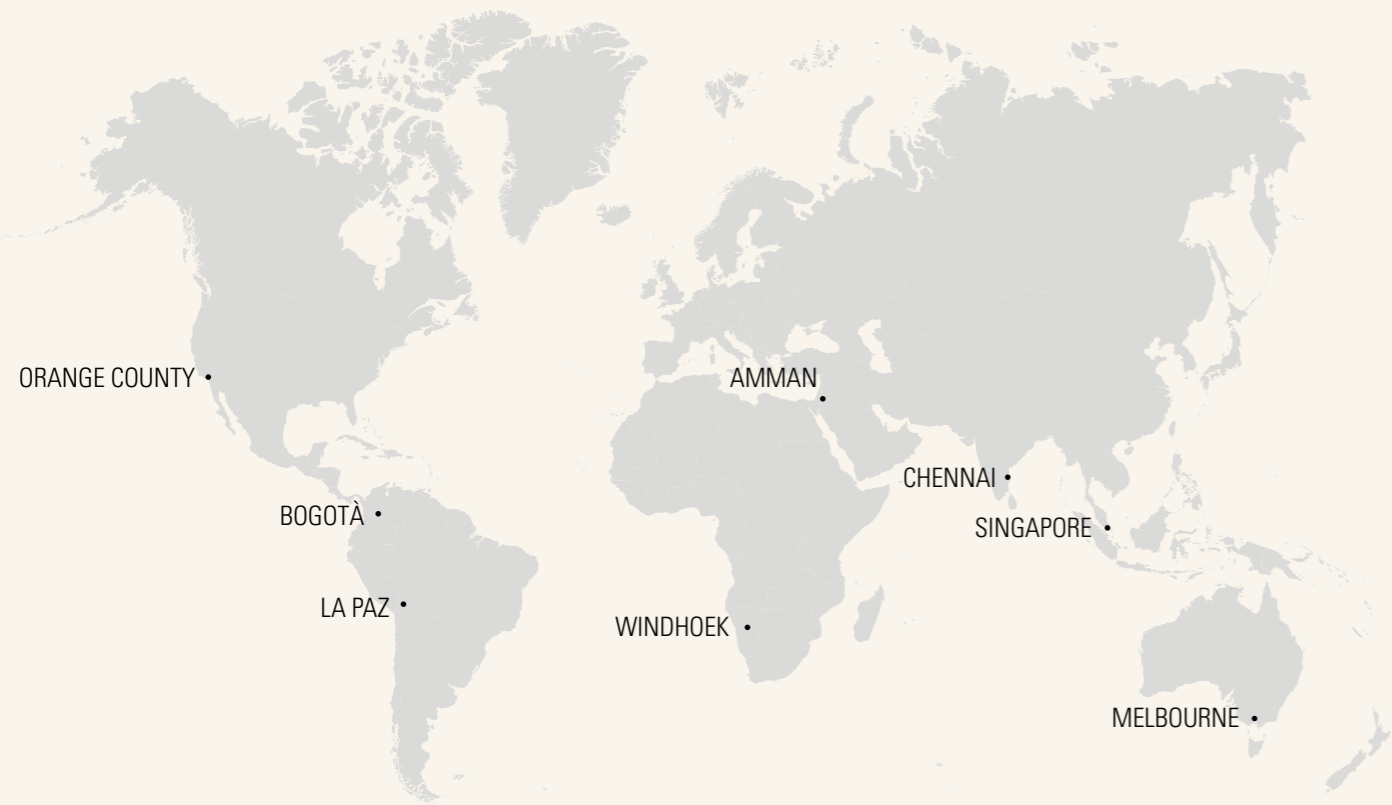 ORANGE COUNTY
AMMAN
CHENNAI
BOGOTÀ
SINGAPORE
LA PAZ
WINDHOEK
MELBOURNE